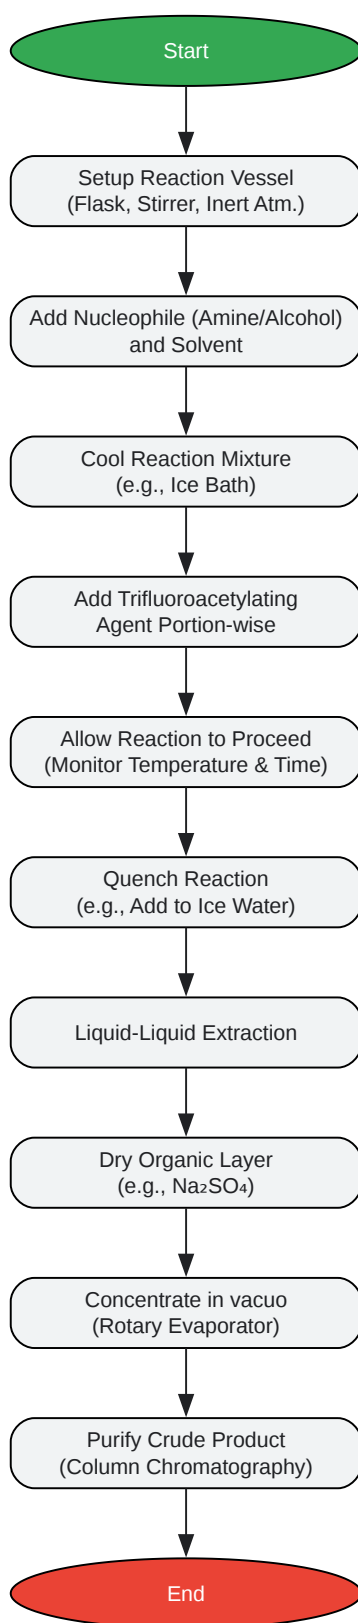 Start
Setup Reaction Vessel
(Flask, Stirrer, Inert Atm.)
Add Nucleophile (Amine/Alcohol)
and Solvent
Cool Reaction Mixture
(e.g., Ice Bath)
Add Trifluoroacetylating
Agent Portion-wise
Allow Reaction to Proceed
(Monitor Temperature & Time)
Quench Reaction
(e.g., Add to Ice Water)
Liquid-Liquid Extraction
Dry Organic Layer
(e.g., Na₂SO₄)
Concentrate in vacuo
(Rotary Evaporator)
Purify Crude Product
(Column Chromatography)
End